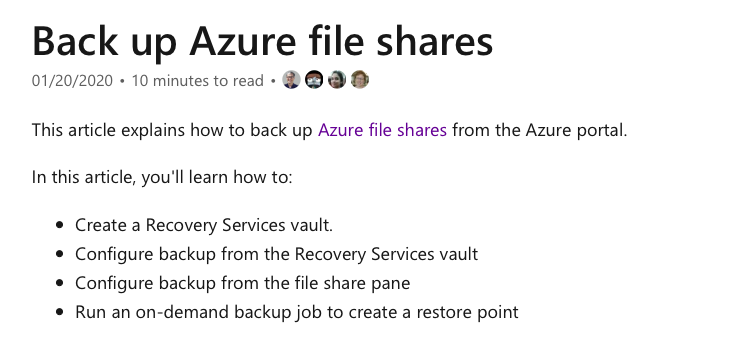 Back up Azure file shares
01/20/2020 • 10 minutes to read •
This article explains how to back up Azure file shares from the Azure portal.
In this article, you'll learn how to:
• Create a Recovery Services vault.
• Configure backup from the Recovery Services vault
• Configure backup from the file share pane
• Run an on-demand backup job to create a restore point